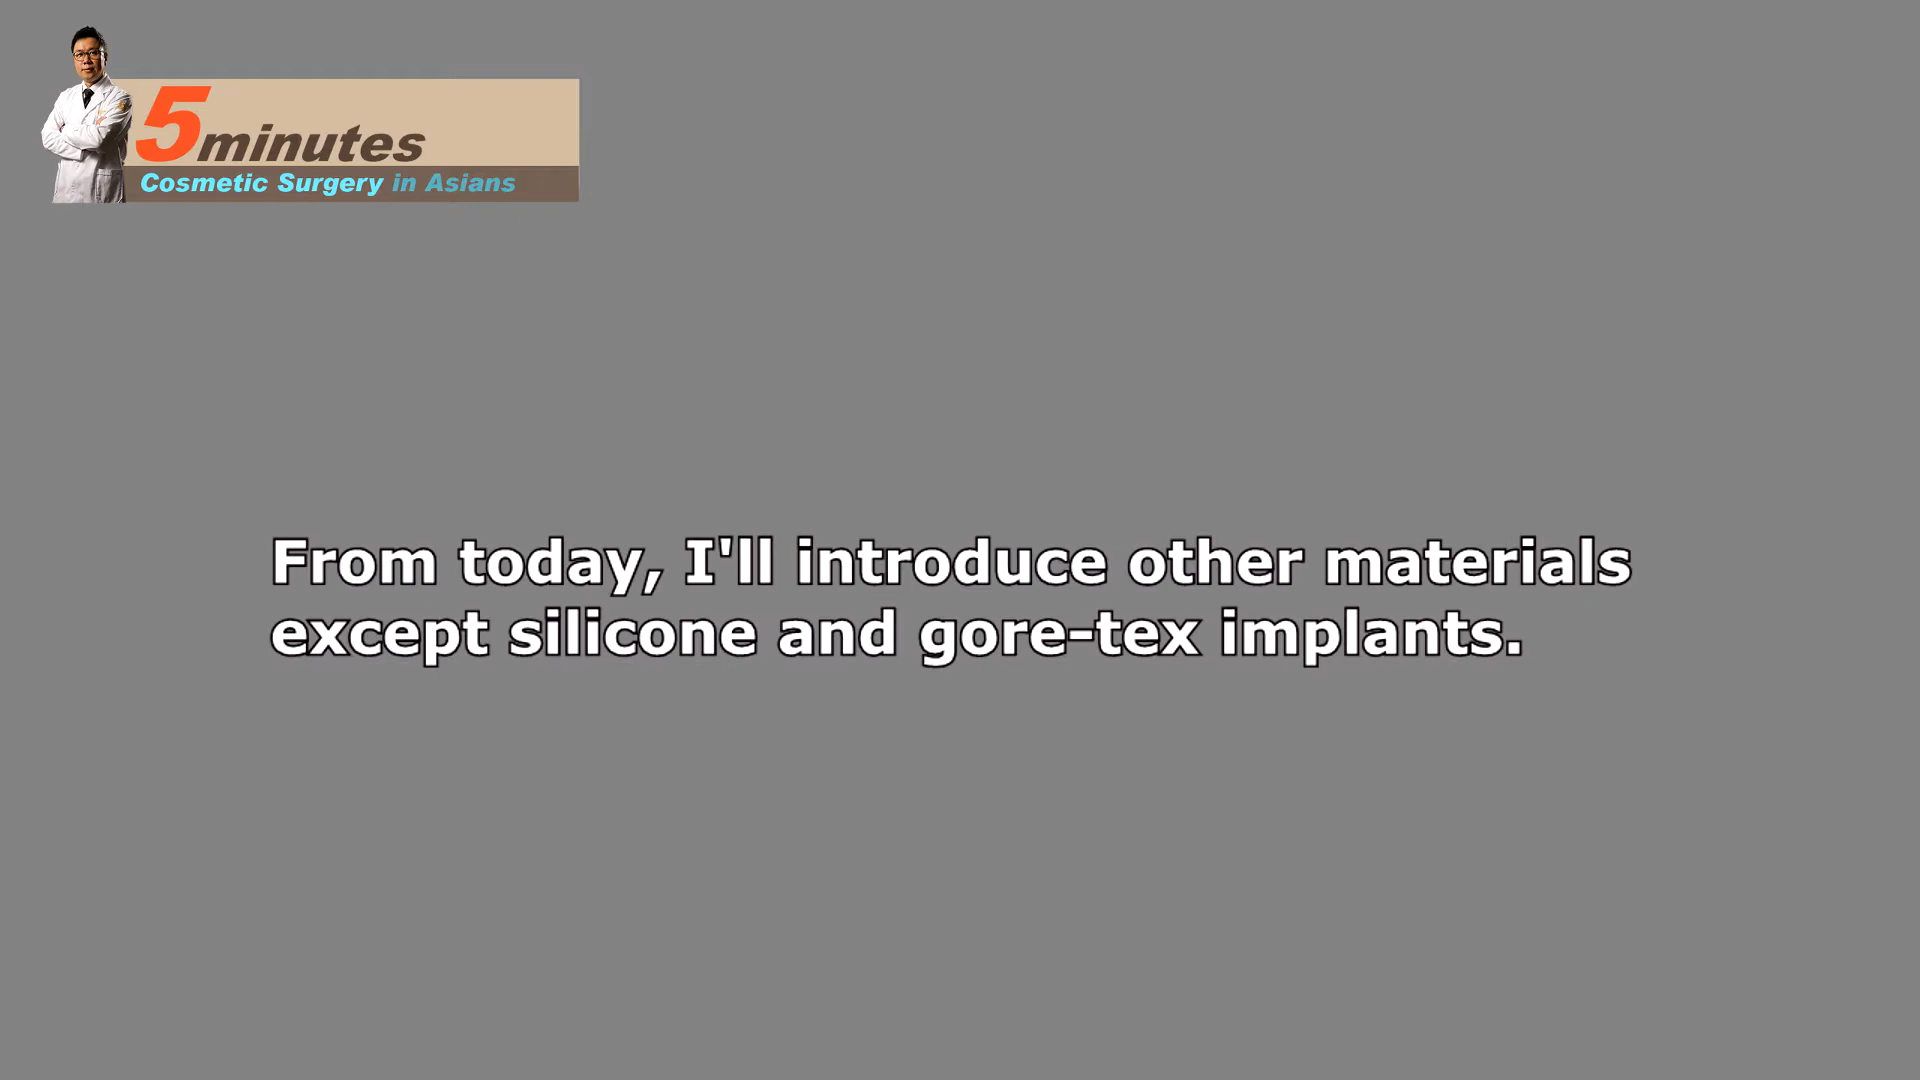 5minutes
Cosmetic Surgery in Asians
From today, I'll introduce other materials
except silicone and gore-tex implants.